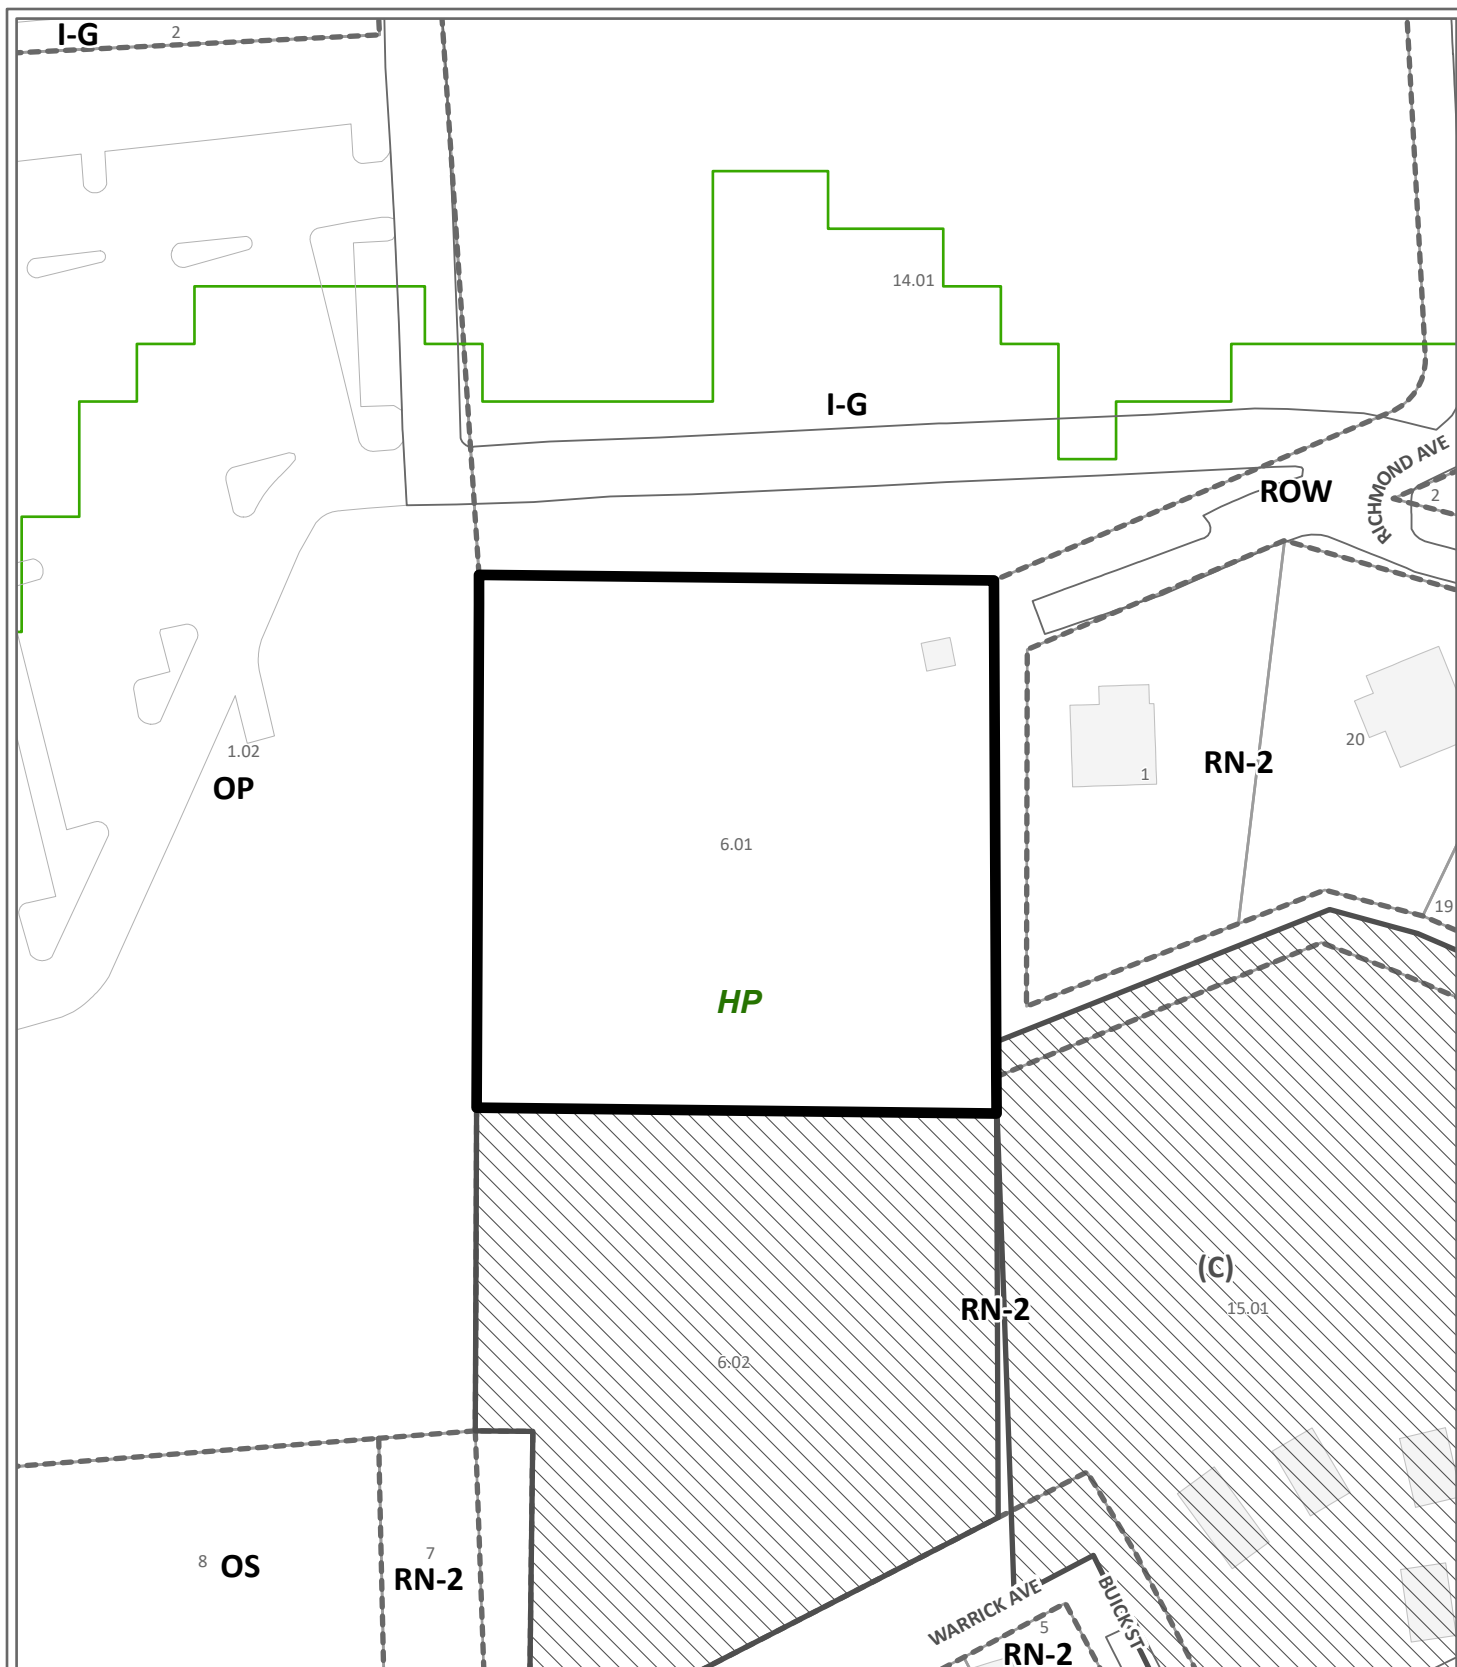 I-G
2
14.01
I-G
RICHMOND AVE
ROW
2
1.02
OP
20
RN-2
1
6.01
19
HP
(C)
15.01
RN-2
6.02
7
8
OS
RN-2
WARRICK AVE
BUICK ST
5
RN-2